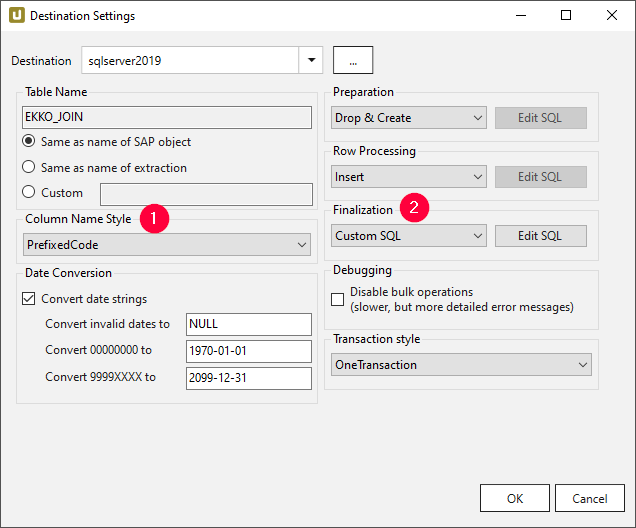 Destination Settings
Destination
sqlserver2019
...
Table Name
EKKO_JOIN
Same as name of SAP object
Same as name of extraction
Custom
Column Name Style
1
PrefixedCode
Date Conversion
Convert date strings
Convert invalid dates to
NULL
Convert 00000000 to
1970-01-01
Convert 9999XXXX to
2099-12-31
Preparation
Drop & Create
Edit SQL
Row Processing
Insert
Edit SQL
Finalization
2
Custom SQL
Edit SQL
Debugging
Disable bulk operations
(slower, but more detailed error messages)
Transaction style
OneTransaction
OK
Cancel